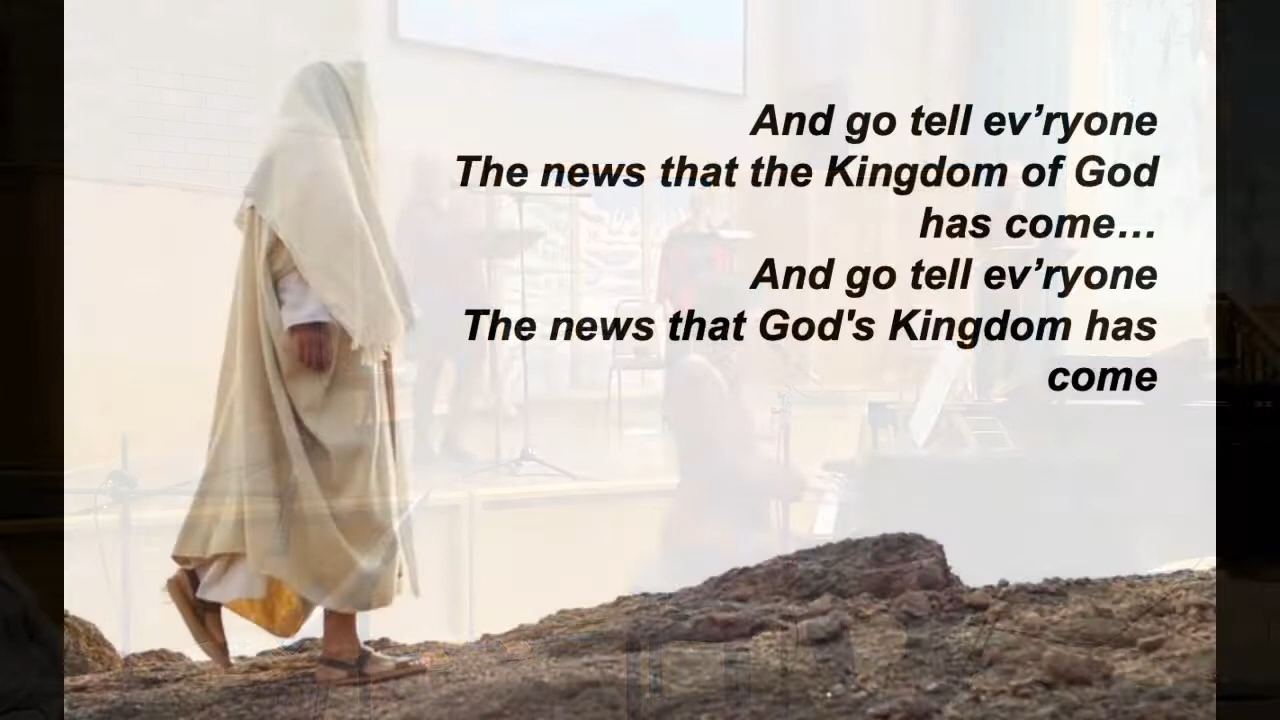 And go tell ev’ryone
The news that the Kingdom of God
has come…
And go tell ev’ryone
The news that God's Kingdom has
come